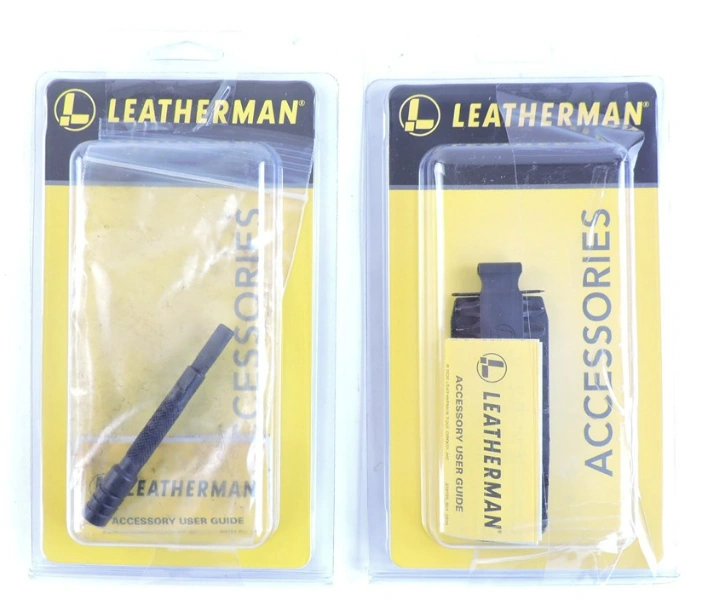 LEATHERMAN®
ACCESSORIES
LEATHERMAN
ACCESSORY USER GUIDE
LEATHERMAN®
ACCESSORIES
LEATHERMAN
ACCESSORY USER GUIDE